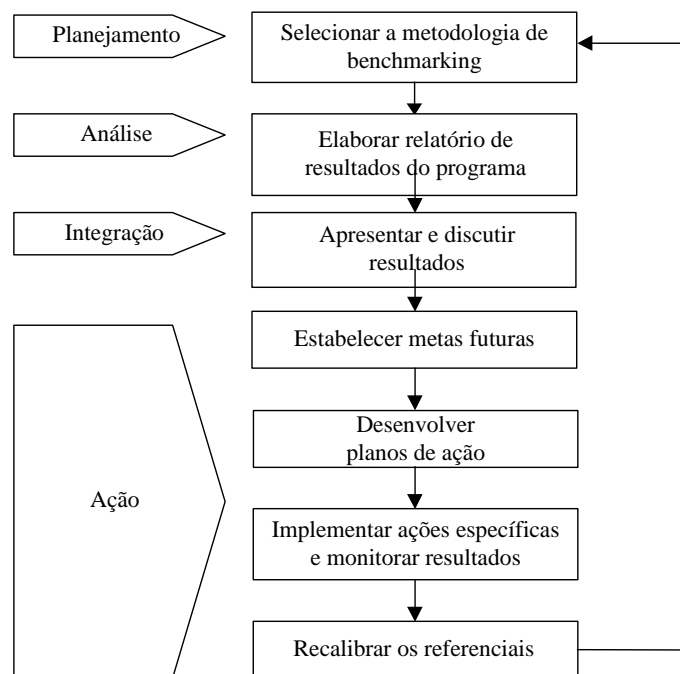 Planejamento
Selecionar a metodologia de
benchmarking
Análise
Elaborar relatório de
resultados do programa
Integração
Apresentar e discutir
resultados
Estabelecer metas futuras
Desenvolver
planos de ação
Ação
Implementar ações específicas
e monitorar resultados
Recalibrar os referenciais